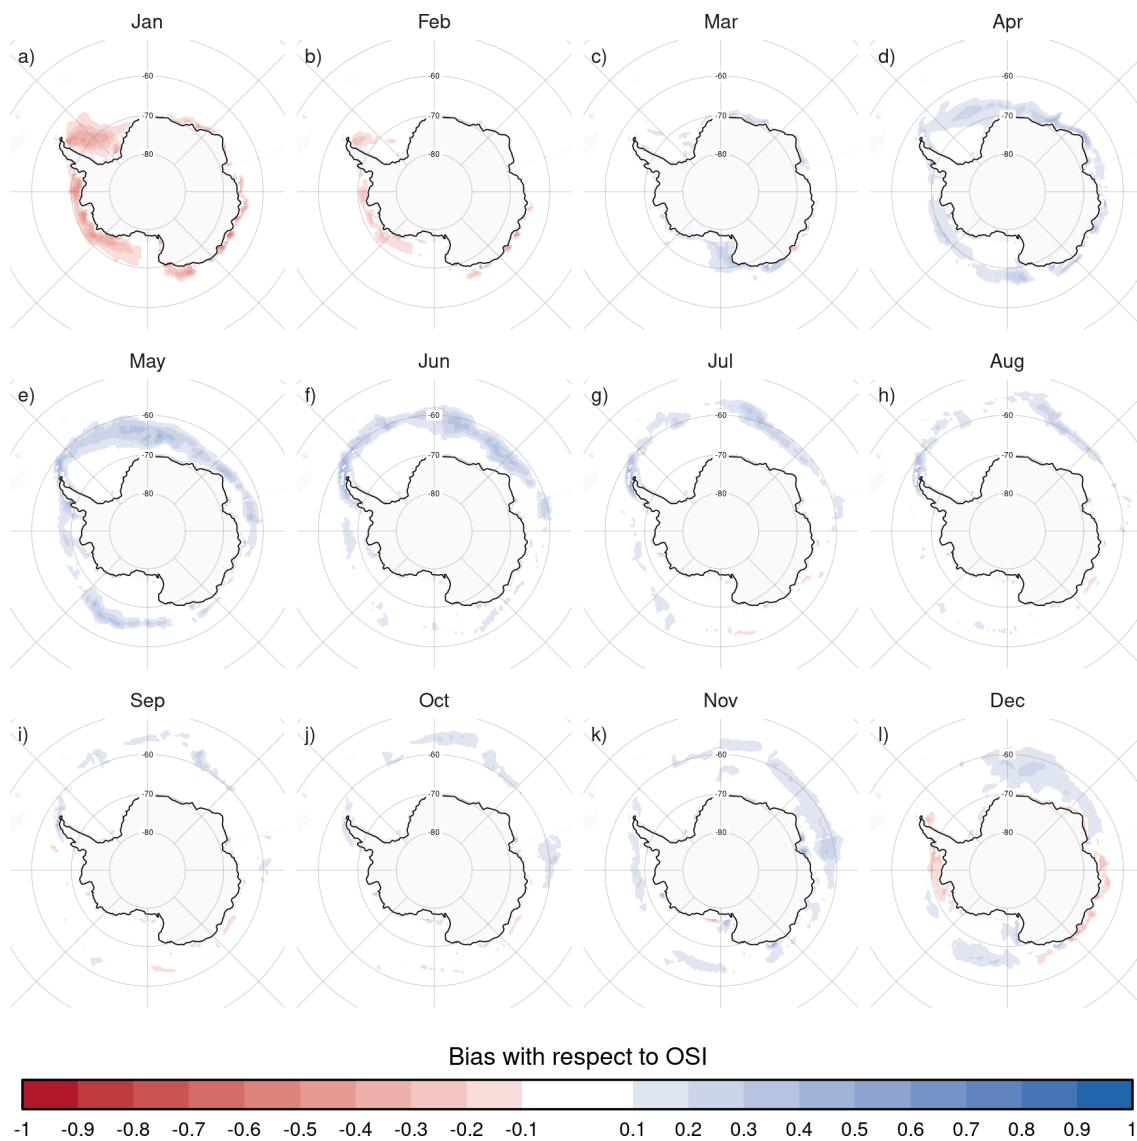 Jan Feb Mar Apr
a) b) c) d)
-60 -60 -60 -60
-70 -70 -70 -70
-80 -80 -80 -80
May Jun Jul Aug
e) f) g) h)
-60 -60 -60 -60
-70 -70 -70 -70
-80 -80 -80 -80
Sep Oct Nov Dec
i) j) k) l)
-60 -60 -60 -60
-70 -70 -70 -70
-80 -80 -80 -80
Bias with respect to OSI
-1 -0.9 -0.8 -0.7 -0.6 -0.5 -0.4 -0.3 -0.2 -0.1 0.1 0.2 0.3 0.4 0.5 0.6 0.7 0.8 0.9 1